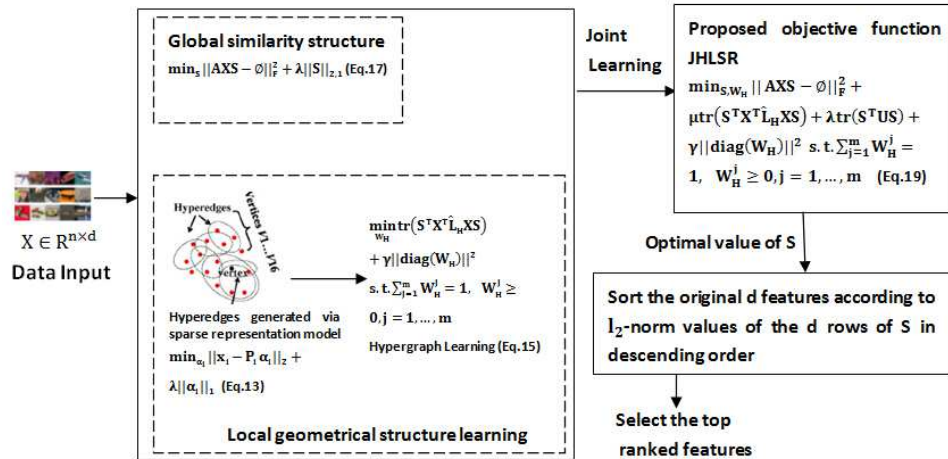 X ∈ R^{n×d}
Data Input
Global similarity structure
min_S ||AXS − ∅||_F^2 + λ||S||_{2,1} (Eq.17)
Hyperedges
Vertices V1....V16
vertex
Hyperedges generated via
sparse representation model
min_{α_i} ||x_i − P_i α_i||_2 +
λ||α_i||_1 (Eq.13)
min_{W_H} tr(S^T X^T L̂_H XS)
+ γ||diag(W_H)||^2
s.t. ∑_{j=1}^m W_H^j = 1, W_H^j ≥
0, j = 1, ..., m
Hypergraph Learning (Eq.15)
Local geometrical structure learning
Joint
Learning
Proposed objective function
JHLSR
min_{S,W_H} || AXS − ∅||_F^2 +
μtr(S^T X^T L̂_H XS) + λtr(S^T US) +
γ||diag(W_H)||^2 s.t. ∑_{j=1}^m W_H^j =
1, W_H^j ≥ 0, j = 1, ..., m (Eq.19)
Optimal value of S
Sort the original d features according to
l_2-norm values of the d rows of S in
descending order
Select the top
ranked features